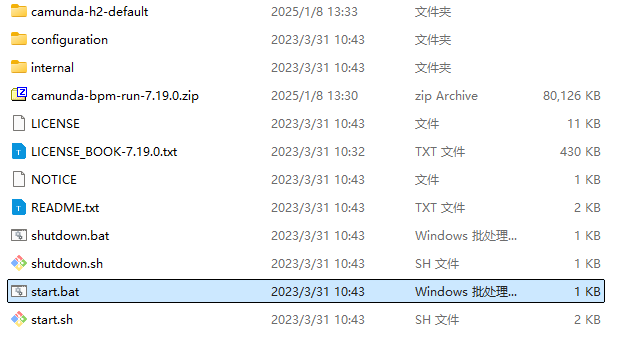 camunda-h2-default 2025/1/8 13:33 文件夹
configuration 2023/3/31 10:43 文件夹
internal 2023/3/31 10:43 文件夹
camunda-bpm-run-7.19.0.zip 2025/1/8 13:30 zip Archive 80,126 KB
LICENSE 2023/3/31 10:43 文件 11 KB
LICENSE_BOOK-7.19.0.txt 2023/3/31 10:32 TXT 文件 430 KB
NOTICE 2023/3/31 10:43 文件 1 KB
README.txt 2023/3/31 10:43 TXT 文件 2 KB
shutdown.bat 2023/3/31 10:43 Windows 批处理... 1 KB
shutdown.sh 2023/3/31 10:43 SH 文件 1 KB
start.bat 2023/3/31 10:43 Windows 批处理... 1 KB
start.sh 2023/3/31 10:43 SH 文件 2 KB